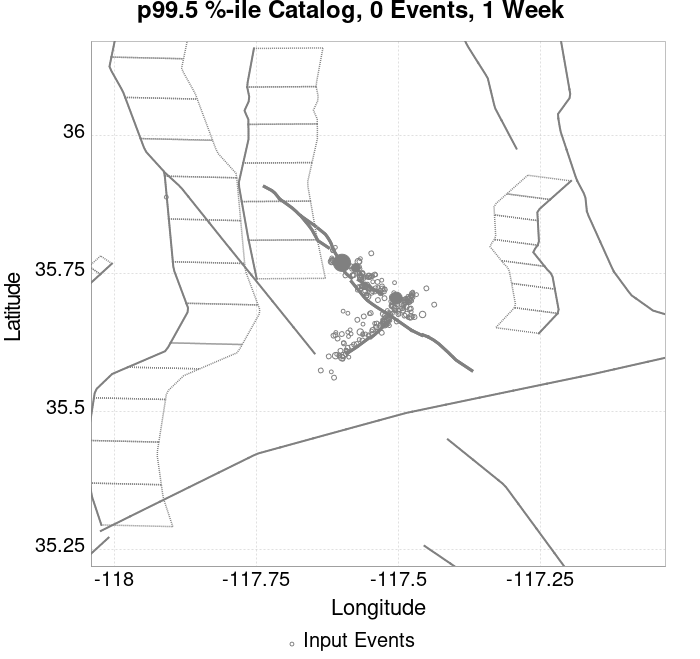 p99.5 %-ile Catalog, 0 Events, 1 Week
36
35.75
35.5
35.25
Latitude
-118
-117.75
-117.5
-117.25
Longitude
Input Events